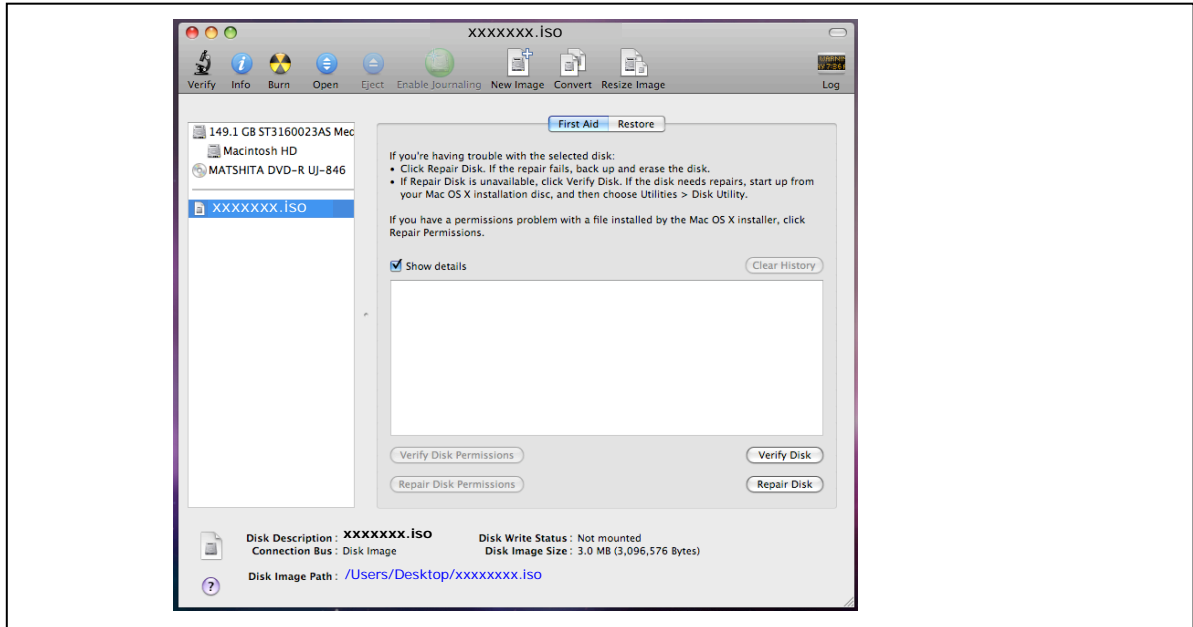 xxxxxxxx.iso
Verify Info Burn Open Eject Enable Journaling New Image Convert Resize Image Log
149.1 GB ST3160023AS Mec
Macintosh HD
MATSHITA DVD-R UJ-846
xxxxxxx.iso
First Aid Restore
If you're having trouble with the selected disk:
• Click Repair Disk. If the repair fails, back up and erase the disk.
• If Repair Disk is unavailable, click Verify Disk. If the disk needs repairs, start up from
your Mac OS X installation disc, and then choose Utilities > Disk Utility.
If you have a permissions problem with a file installed by the Mac OS X installer, click
Repair Permissions.
Show details
Clear History
Verify Disk Permissions
Verify Disk
Repair Disk Permissions
Repair Disk
Disk Description : xxxxxxx.iso
Disk Write Status : Not mounted
Connection Bus : Disk Image
Disk Image Size : 3.0 MB (3,096,576 Bytes)
Disk Image Path : /Users/Desktop/xxxxxxxx.iso
?